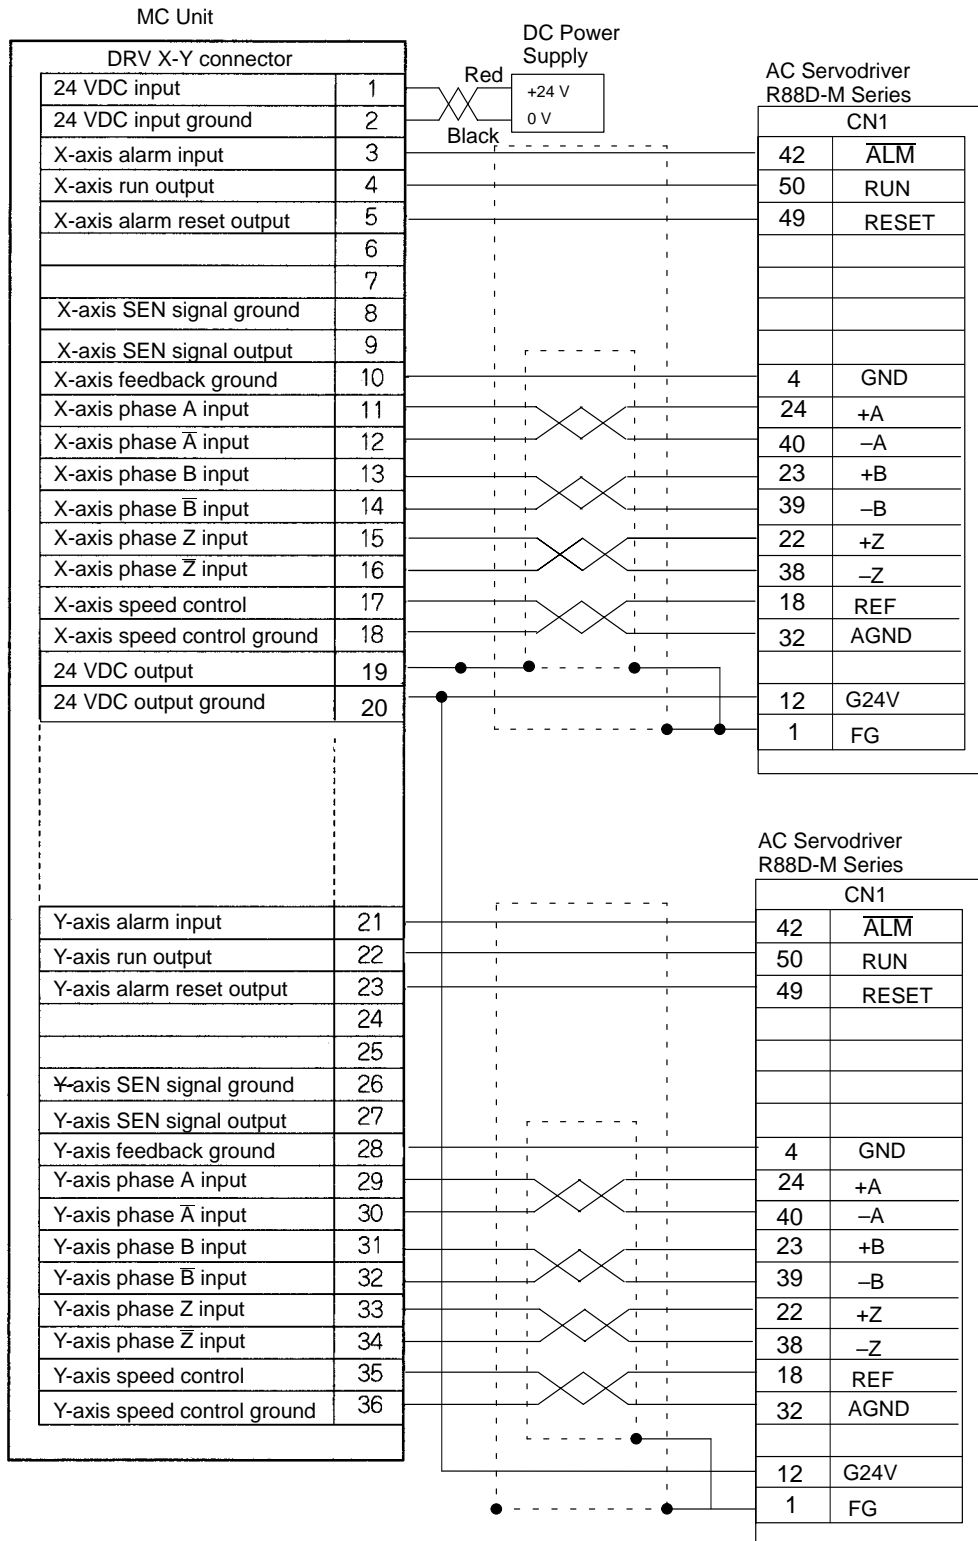 MC Unit
DRV X-Y connector
24 VDC input 1
24 VDC input ground 2
X-axis alarm input 3
X-axis run output 4
X-axis alarm reset output 5
6
7
X-axis SEN signal ground 8
X-axis SEN signal output 9
X-axis feedback ground 10
X-axis phase A input 11
X-axis phase A̅ input 12
X-axis phase B input 13
X-axis phase B̅ input 14
X-axis phase Z input 15
X-axis phase Z̅ input 16
X-axis speed control 17
X-axis speed control ground 18
24 VDC output 19
24 VDC output ground 20
Y-axis alarm input 21
Y-axis run output 22
Y-axis alarm reset output 23
24
25
Y-axis SEN signal ground 26
Y-axis SEN signal output 27
Y-axis feedback ground 28
Y-axis phase A input 29
Y-axis phase A̅ input 30
Y-axis phase B input 31
Y-axis phase B̅ input 32
Y-axis phase Z input 33
Y-axis phase Z̅ input 34
Y-axis speed control 35
Y-axis speed control ground 36
DC Power
Supply
Red
+24 V
0 V
Black
AC Servodriver
R88D-M Series
CN1
42 A̅L̅M̅
50 RUN
49 RESET
4 GND
24 +A
40 –A
23 +B
39 –B
22 +Z
38 –Z
18 REF
32 AGND
12 G24V
1 FG
AC Servodriver
R88D-M Series
CN1
42 A̅L̅M̅
50 RUN
49 RESET
4 GND
24 +A
40 –A
23 +B
39 –B
22 +Z
38 –Z
18 REF
32 AGND
12 G24V
1 FG